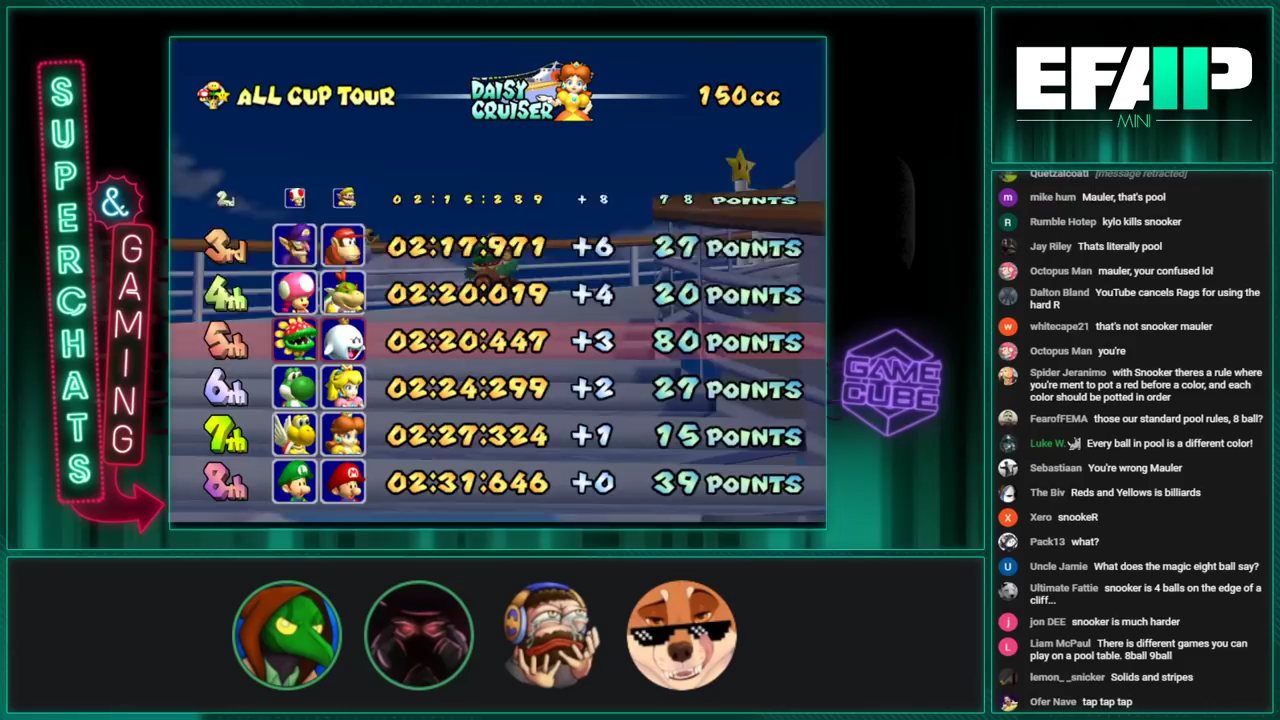 SUPERCHATS
&
GAMING
ALL CUP TOUR
DAISY
CRUISER
150cc
2nd 02:15:289 +8 78 POINTS
3rd 02:17:971 +6 27 POINTS
4th 02:20:019 +4 20 POINTS
5th 02:20:447 +3 80 POINTS
6th 02:24:299 +2 27 POINTS
7th 02:27:324 +1 15 POINTS
8th 02:31:646 +0 39 POINTS
GAME
CUBE
EFAP
MINI
Quetzalcoatl [message retracted]
mike hurn Mauler, that's pool
Rumble Hotep kylo kills snooker
Jay Riley Thats literally pool
Octopus Man mauler, your confused lol
Dalton Bland YouTube cancels Rags for using the
hard R
whitecape21 that's not snooker mauler
Octopus Man you're
Spider Jeranimo with Snooker theres a rule where
you're ment to pot a red before a color, and each
color should be potted in order
FearofFEMA those our standard pool rules, 8 ball?
Luke W. Every ball in pool is a different color!
Sebastiaan You're wrong Mauler
The Biv Reds and Yellows is billiards
Xero snookeR
Pack13 what?
Uncle Jamie What does the magic eight ball say?
Ultimate Fattie snooker is 4 balls on the edge of a
cliff...
jon DEE snooker is much harder
Liam McPaul There is different games you can
play on a pool table. 8ball 9ball
lemon_ _snicker Solids and stripes
Ofer Nave tap tap tap